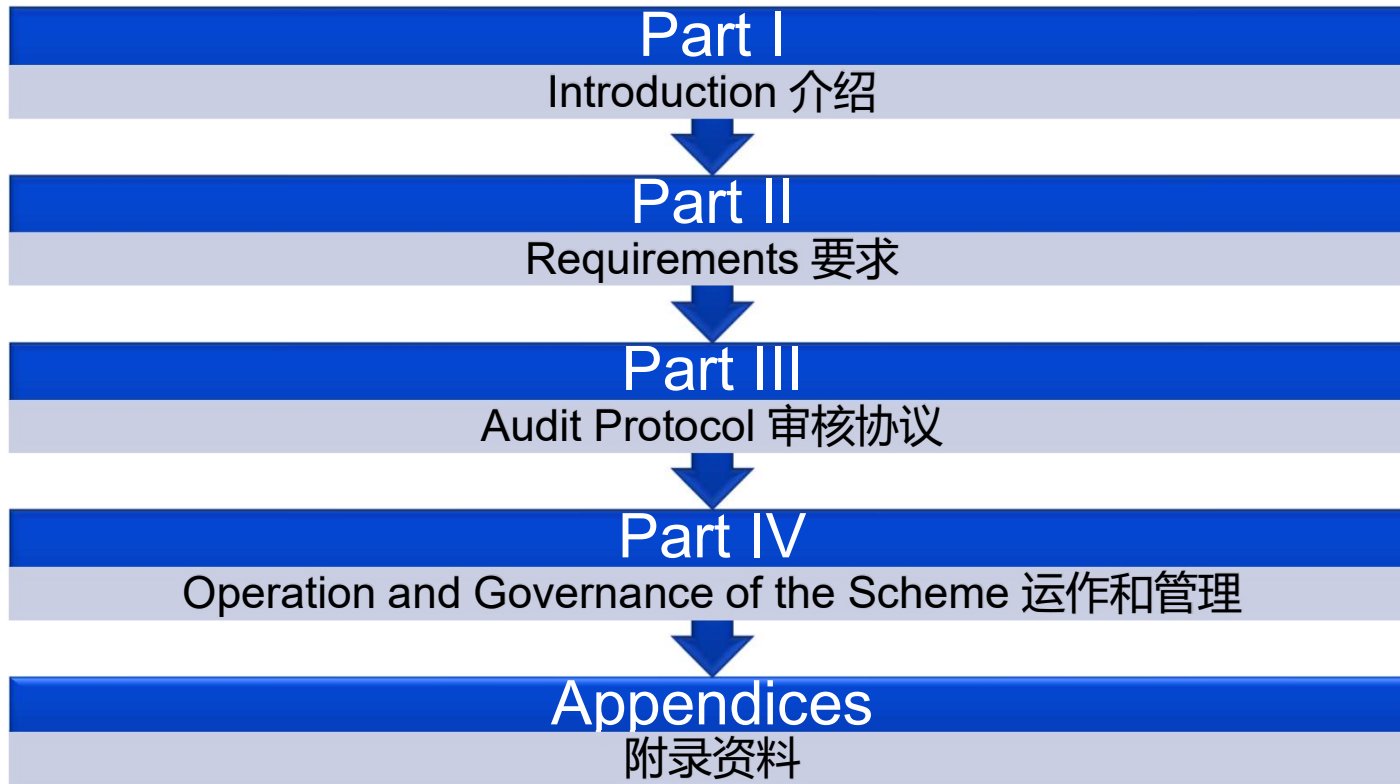 Part I
Introduction 介绍
Part II
Requirements 要求
Part III
Audit Protocol 审核协议
Part IV
Operation and Governance of the Scheme 运作和管理
Appendices
附录资料